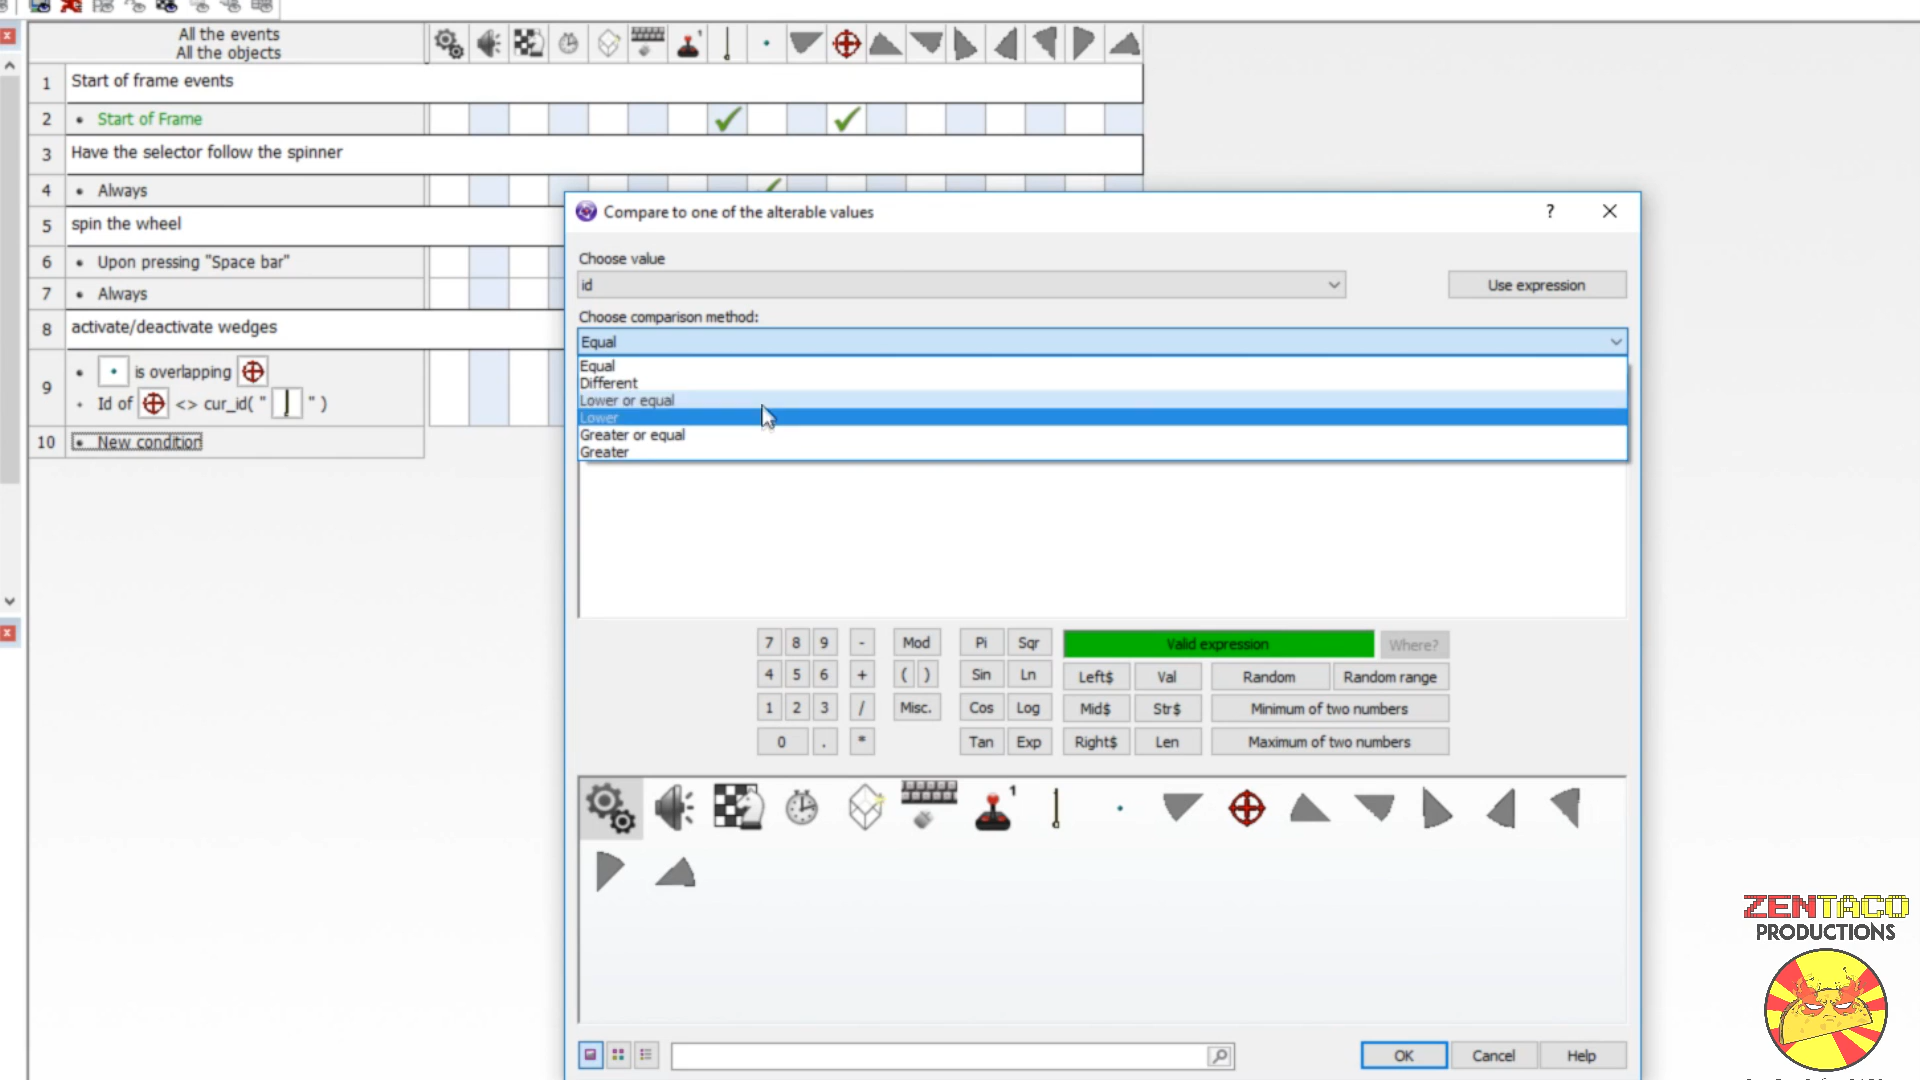 All the events
All the objects
1 Start of frame events
2 • Start of Frame
3 Have the selector follow the spinner
4 • Always
5 spin the wheel
6 • Upon pressing "Space bar"
7 • Always
8 activate/deactivate wedges
9 • is overlapping
• Id of <> cur_id( " " )
10 • New condition
Compare to one of the alterable values
? 
Choose value
id
Use expression
Choose comparison method:
Equal
Equal
Different
Lower or equal
Lower
Greater or equal
Greater
7 8 9 - Mod Pi Sqr Valid expression Where?
4 5 6 + ( ) Sin Ln Left$ Val Random Random range
1 2 3 / Misc. Cos Log Mid$ Str$ Minimum of two numbers
0 . * Tan Exp Right$ Len Maximum of two numbers
1
OK Cancel Help
ZENTACO
PRODUCTIONS